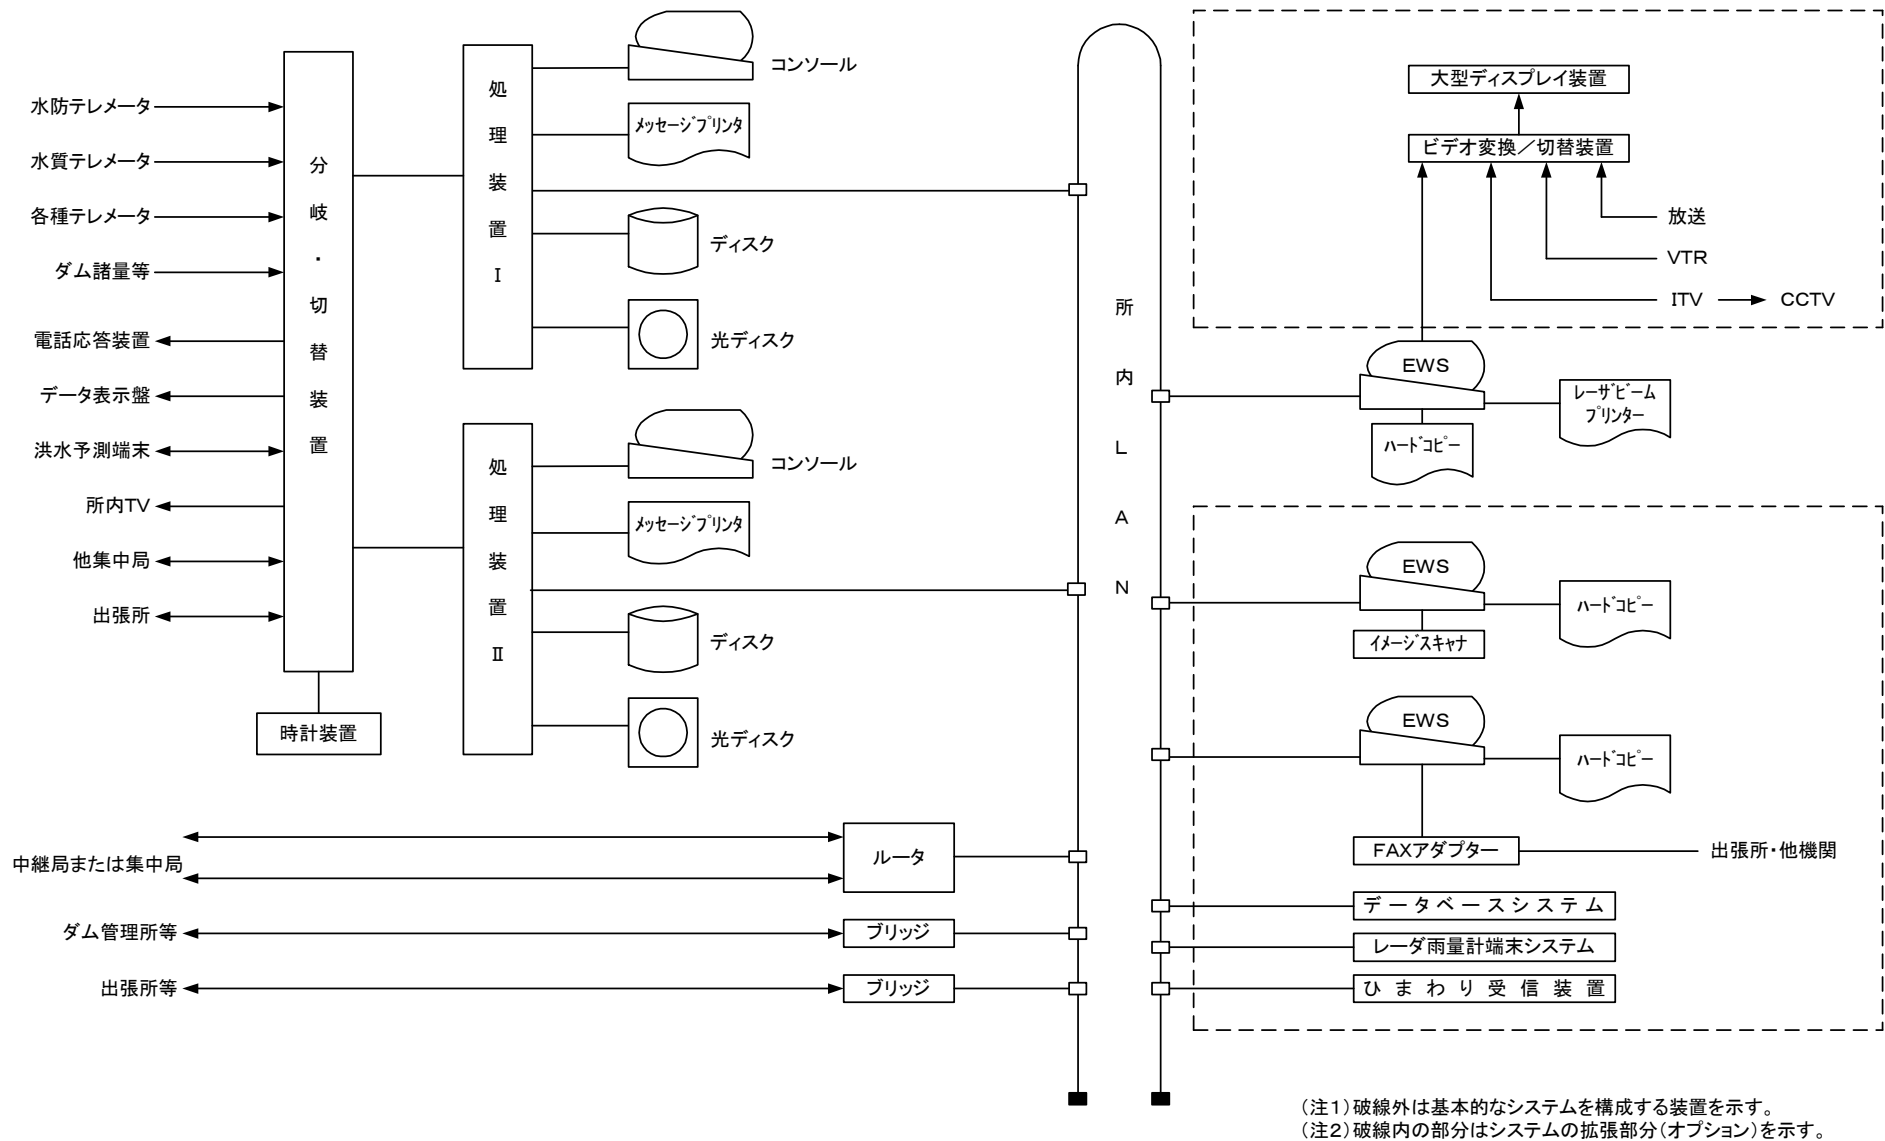 水防テレメータ
水質テレメータ
各種テレメータ
ダム諸量等
電話応答装置
データ表示盤
洪水予測端末
所内TV
他集中局
出張所
分岐・切替装置
時計装置
処理装置Ⅰ
コンソール
メッセージプリンタ
ディスク
光ディスク
処理装置Ⅱ
コンソール
メッセージプリンタ
ディスク
光ディスク
中継局または集中局
ルータ
ダム管理所等
ブリッジ
出張所等
ブリッジ
所内LAN
大型ディスプレイ装置
ビデオ変換／切替装置
放送
VTR
ITV
CCTV
EWS
レーザビーム
プリンター
ハードコピー
EWS
ハードコピー
イメージスキャナ
EWS
ハードコピー
FAXアダプター
出張所・他機関
データベースシステム
レーダ雨量計端末システム
ひまわり受信装置
（注１）破線外は基本的なシステムを構成する装置を示す。
（注２）破線内の部分はシステムの拡張部分（オプション）を示す。